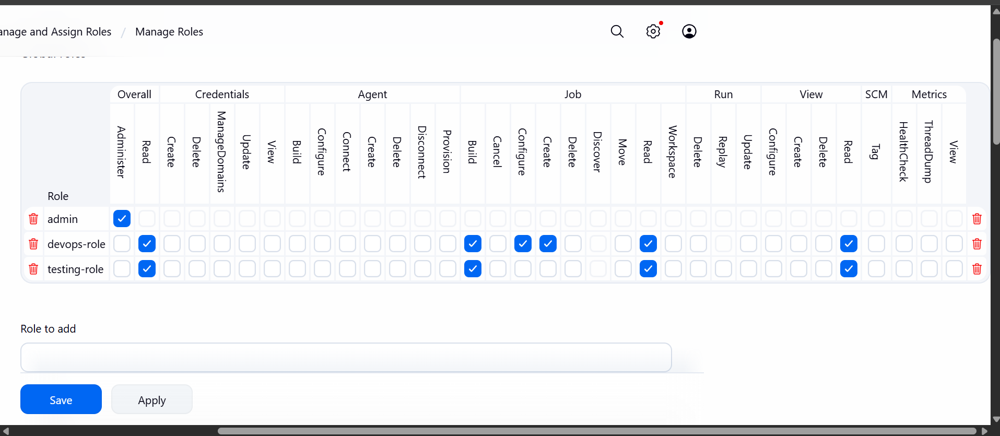 anage and Assign Roles / Manage Roles
Global roles
Overall Credentials Agent Job Run View SCM Metrics
Role Administer Read Create Delete ManageDomains Update View Build Configure Connect Create Delete Disconnect Provision Build Cancel Configure Create Delete Discover Move Read Workspace Delete Replay Update Configure Create Delete Read Tag HealthCheck ThreadDump View
admin
devops-role
testing-role
Role to add
Save Apply